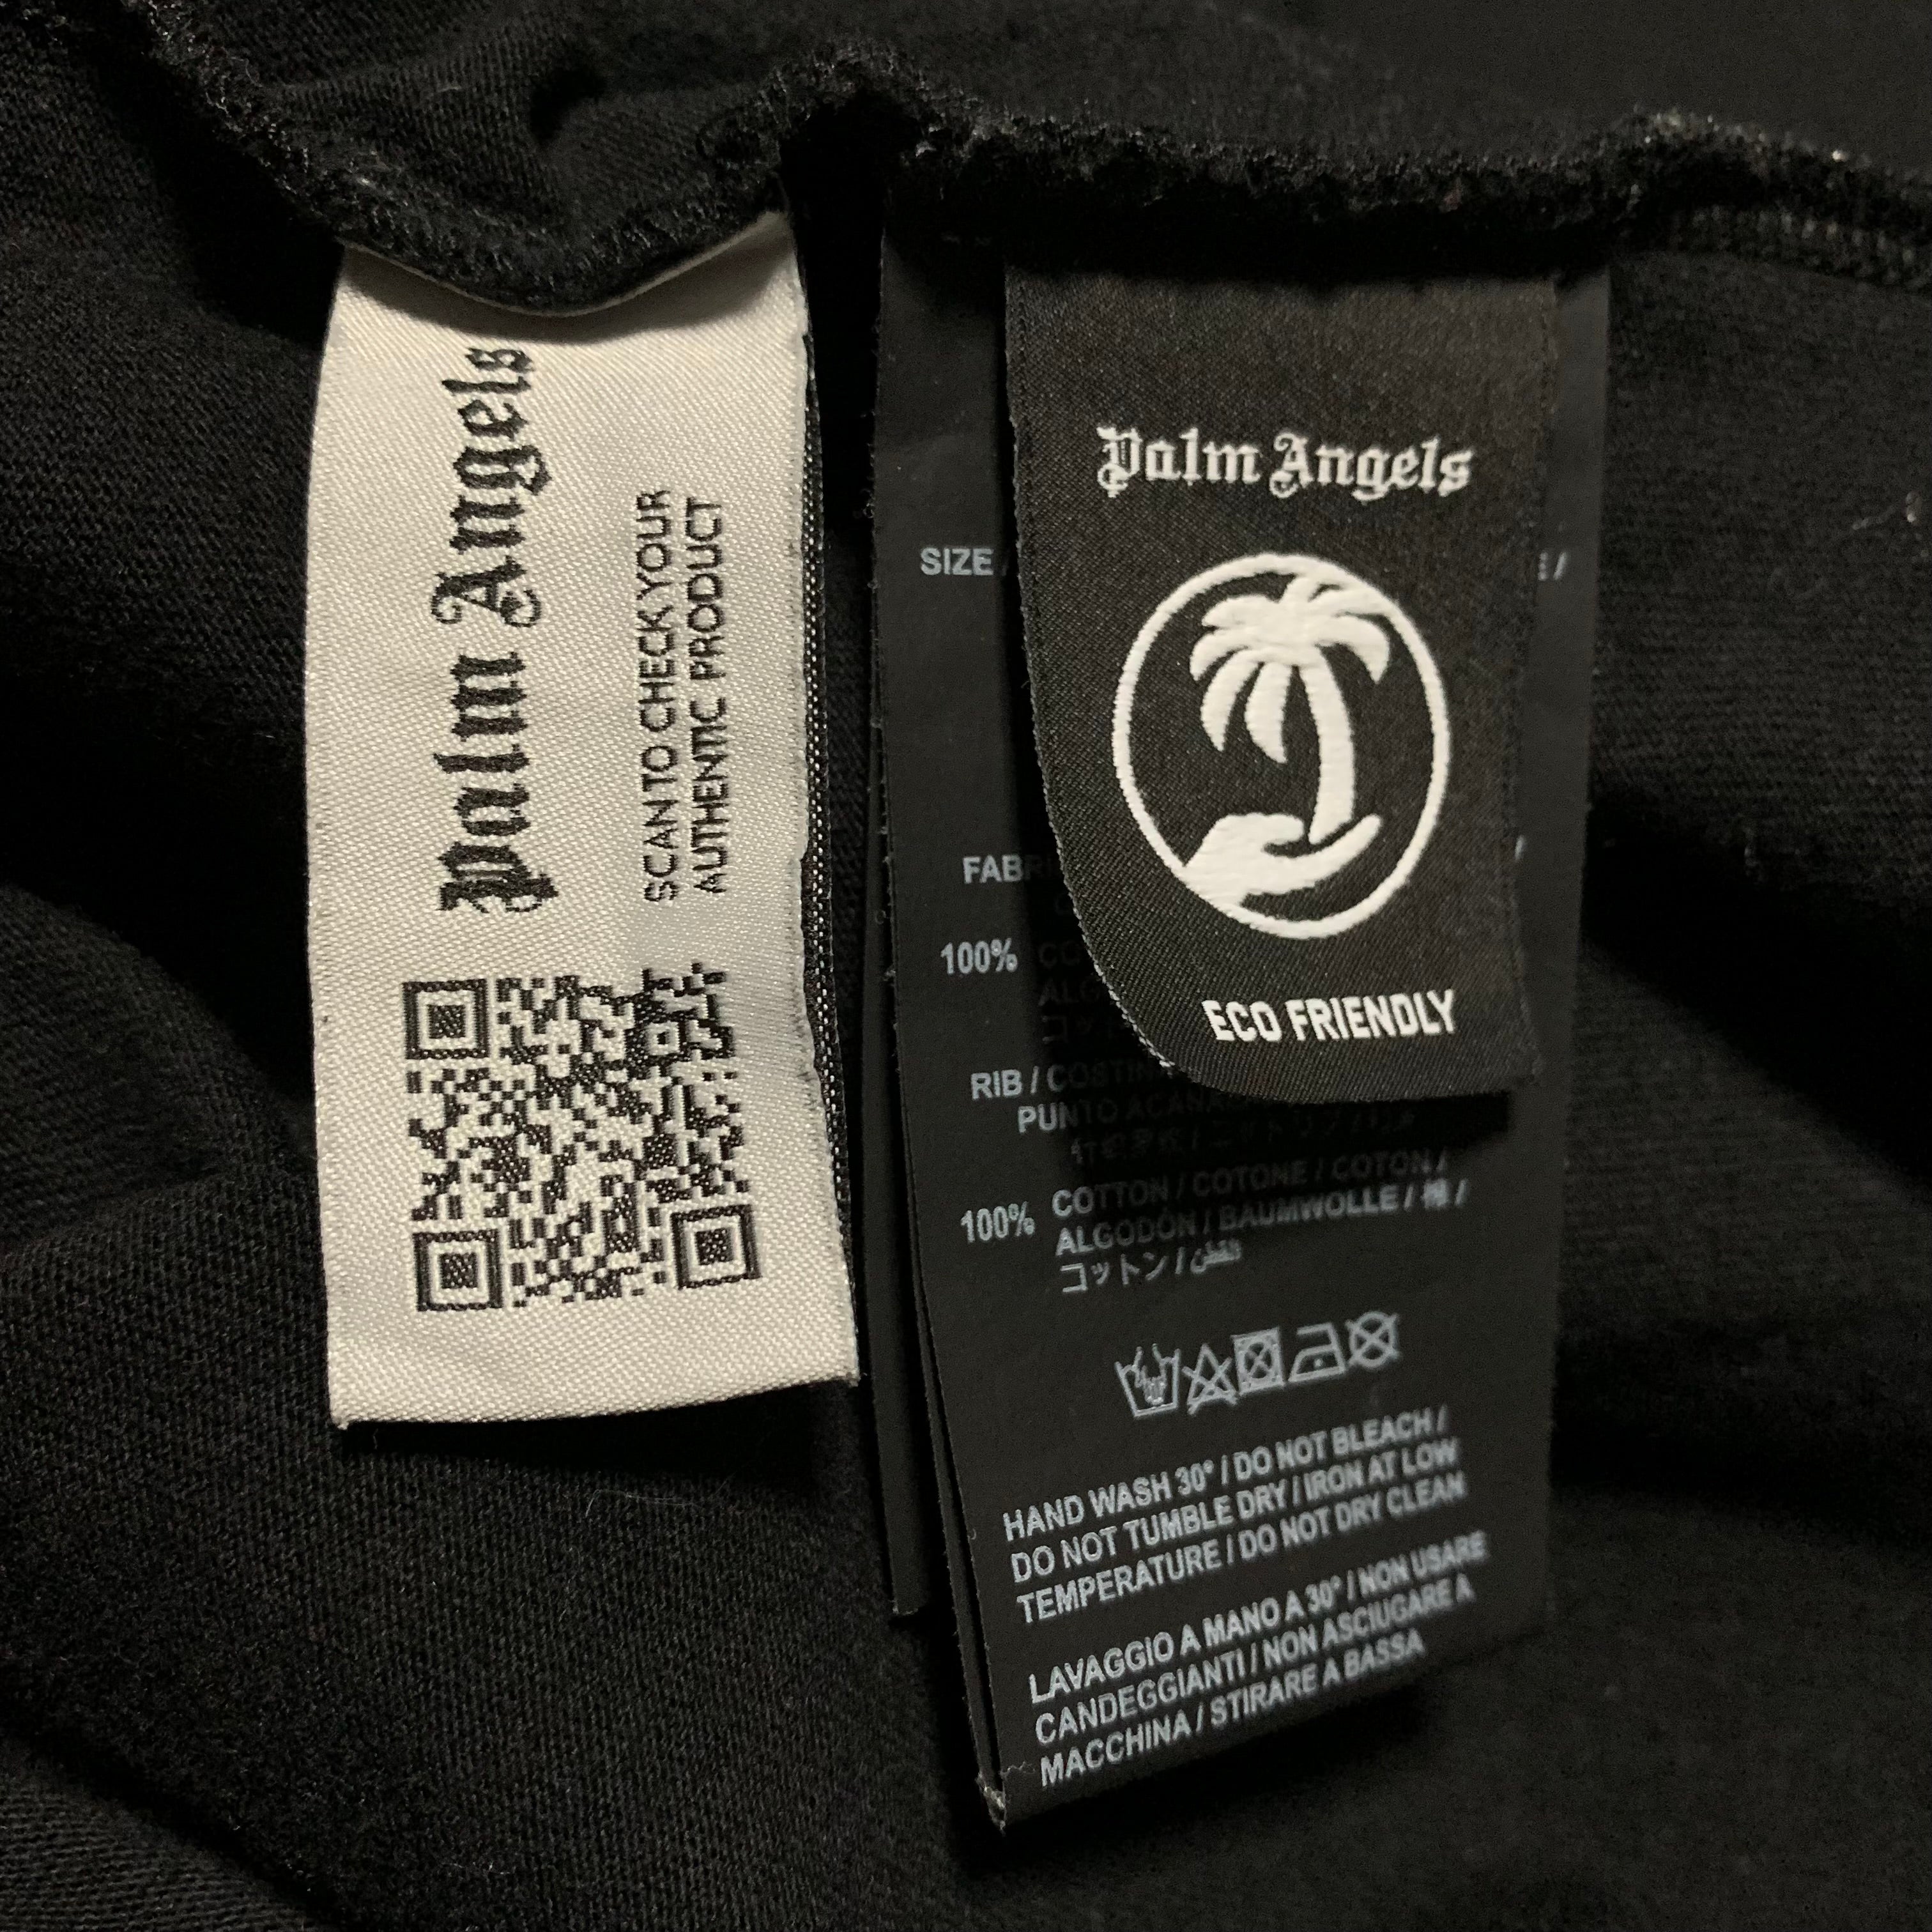 Palm Angels
SCAN TO CHECK YOUR
AUTHENTIC PRODUCT
Palm Angels
ECO FRIENDLY
SIZE /
/
100%
RIB /
PUNTO
100% COTTON / COTONE / COTON /
ALGODÓN / BAUMWOLLE / 棉 /
コットン / القطن
HAND WASH 30° / DO NOT BLEACH /
DO NOT TUMBLE DRY / IRON AT LOW
TEMPERATURE / DO NOT DRY CLEAN
LAVAGGIO A MANO A 30° / NON USARE
CANDEGGIANTI / NON ASCIUGARE A
MACCHINA / STIRARE A BASSA